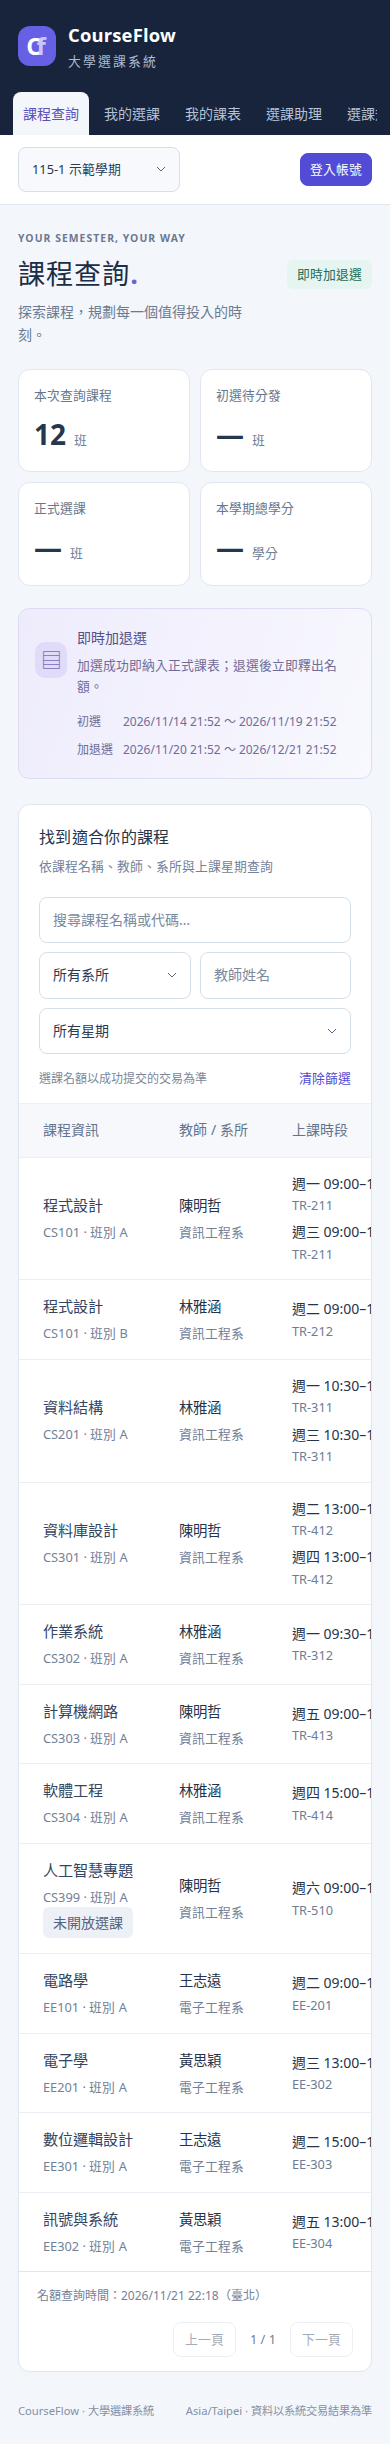 Cf
CourseFlow
大學選課系統
課程查詢 我的選課 我的課表 選課助理 選課
115-1 示範學期
登入帳號
YOUR SEMESTER, YOUR WAY
課程查詢.
即時加退選
探索課程，規劃每一個值得投入的時
刻。
本次查詢課程
12 班
初選待分發
— 班
正式選課
— 班
本學期總學分
— 學分
即時加退選
加選成功即納入正式課表；退選後立即釋出名
額。
初選 2026/11/14 21:52 ～ 2026/11/19 21:52
加退選 2026/11/20 21:52 ～ 2026/12/21 21:52
找到適合你的課程
依課程名稱、教師、系所與上課星期查詢
搜尋課程名稱或代碼...
所有系所
教師姓名
所有星期
選課名額以成功提交的交易為準 清除篩選
課程資訊 教師 / 系所 上課時段
程式設計
CS101 · 班別 A
陳明哲
資訊工程系
週一 09:00–1
TR-211
週三 09:00–1
TR-211
程式設計
CS101 · 班別 B
林雅涵
資訊工程系
週二 09:00–1
TR-212
資料結構
CS201 · 班別 A
林雅涵
資訊工程系
週一 10:30–1
TR-311
週三 10:30–1
TR-311
資料庫設計
CS301 · 班別 A
陳明哲
資訊工程系
週二 13:00–1
TR-412
週四 13:00–1
TR-412
作業系統
CS302 · 班別 A
林雅涵
資訊工程系
週一 09:30–1
TR-312
計算機網路
CS303 · 班別 A
陳明哲
資訊工程系
週五 09:00–1
TR-413
軟體工程
CS304 · 班別 A
林雅涵
資訊工程系
週四 15:00–1
TR-414
人工智慧專題
CS399 · 班別 A
未開放選課
陳明哲
資訊工程系
週六 09:00–1
TR-510
電路學
EE101 · 班別 A
王志遠
電子工程系
週二 09:00–1
EE-201
電子學
EE201 · 班別 A
黃思穎
電子工程系
週三 13:00–1
EE-302
數位邏輯設計
EE301 · 班別 A
王志遠
電子工程系
週二 15:00–1
EE-303
訊號與系統
EE302 · 班別 A
黃思穎
電子工程系
週五 13:00–1
EE-304
名額查詢時間：2026/11/21 22:18（臺北）
上一頁 1 / 1 下一頁
CourseFlow · 大學選課系統 Asia/Taipei · 資料以系統交易結果為準